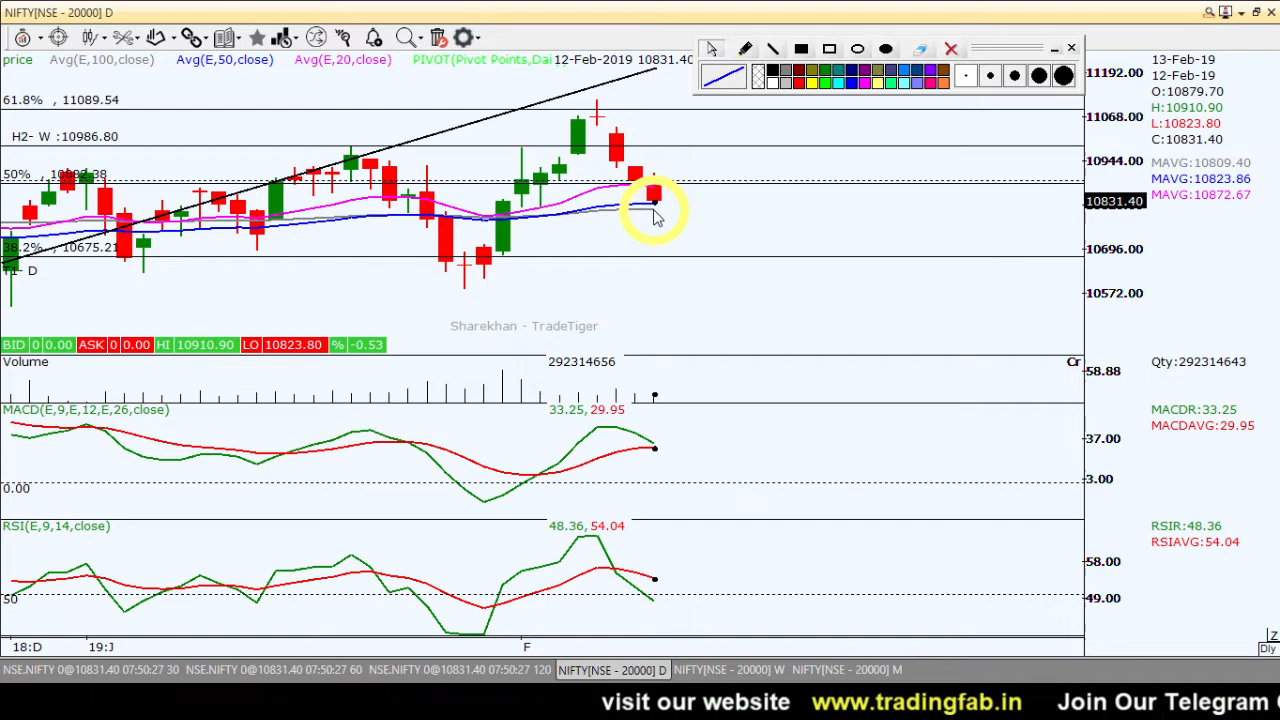 NIFTY[NSE - 20000] D
price Avg(E,100,close) Avg(E,50,close) Avg(E,20,close) PIVOT(Pivot Points,Dai 12-Feb-2019 10831.40
13-Feb-19
12-Feb-19
O:10879.70
H:10910.90
L:10823.80
C:10831.40
MAVG:10809.40
MAVG:10823.86
MAVG:10872.67
11192.00
11068.00
10944.00
10831.40
10696.00
10572.00
61.8% , 11089.54
H2- W :10986.80
50% ,
38.2% , 10675.21
D
Sharekhan - TradeTiger
BID 0 0.00 ASK 0 0.00 HI 10910.90 LO 10823.80 % -0.53
Volume 292314656 Cr 58.88 Qty:292314643
MACD(E,9,E,12,E,26,close) 33.25, 29.95
MACDR:33.25
MACDAVG:29.95
37.00
3.00
0.00
RSI(E,9,14,close) 48.36, 54.04
RSIR:48.36
RSIAVG:54.04
58.00
49.00
50
18:D 19:J F
Z
Dly
NSE.NIFTY 0@10831.40 07:50:27 30 NSE.NIFTY 0@10831.40 07:50:27 60 NSE.NIFTY 0@10831.40 07:50:27 120 NIFTY[NSE - 20000] D NIFTY[NSE - 20000] W NIFTY[NSE - 20000] M
visit our website www.tradingfab.in Join Our Telegram